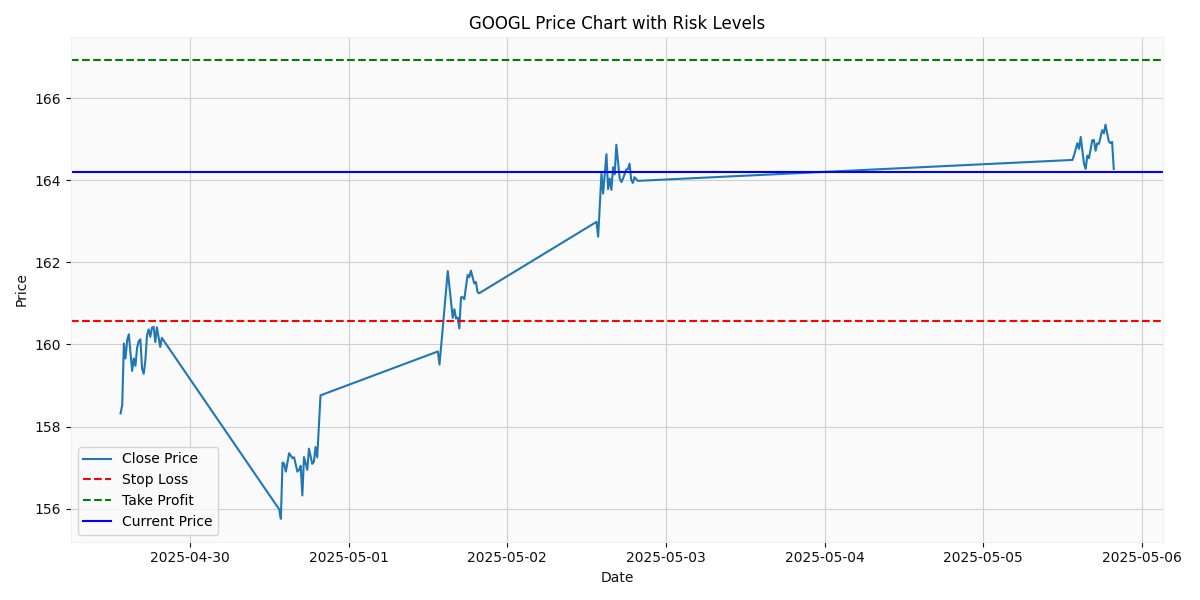 GOOGL Price Chart with Risk Levels
Price
166
164
162
160
158
156
Close Price
Stop Loss
Take Profit
Current Price
2025-04-30
2025-05-01
2025-05-02
2025-05-03
2025-05-04
2025-05-05
2025-05-06
Date